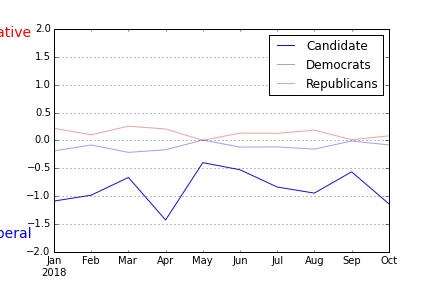 ative
2.0
Candidate
Democrats
Republicans
1.5
1.0
0.5
0.0
−0.5
−1.0
−1.5
beral
−2.0
Jan Feb Mar Apr May Jun Jul Aug Sep Oct
2018